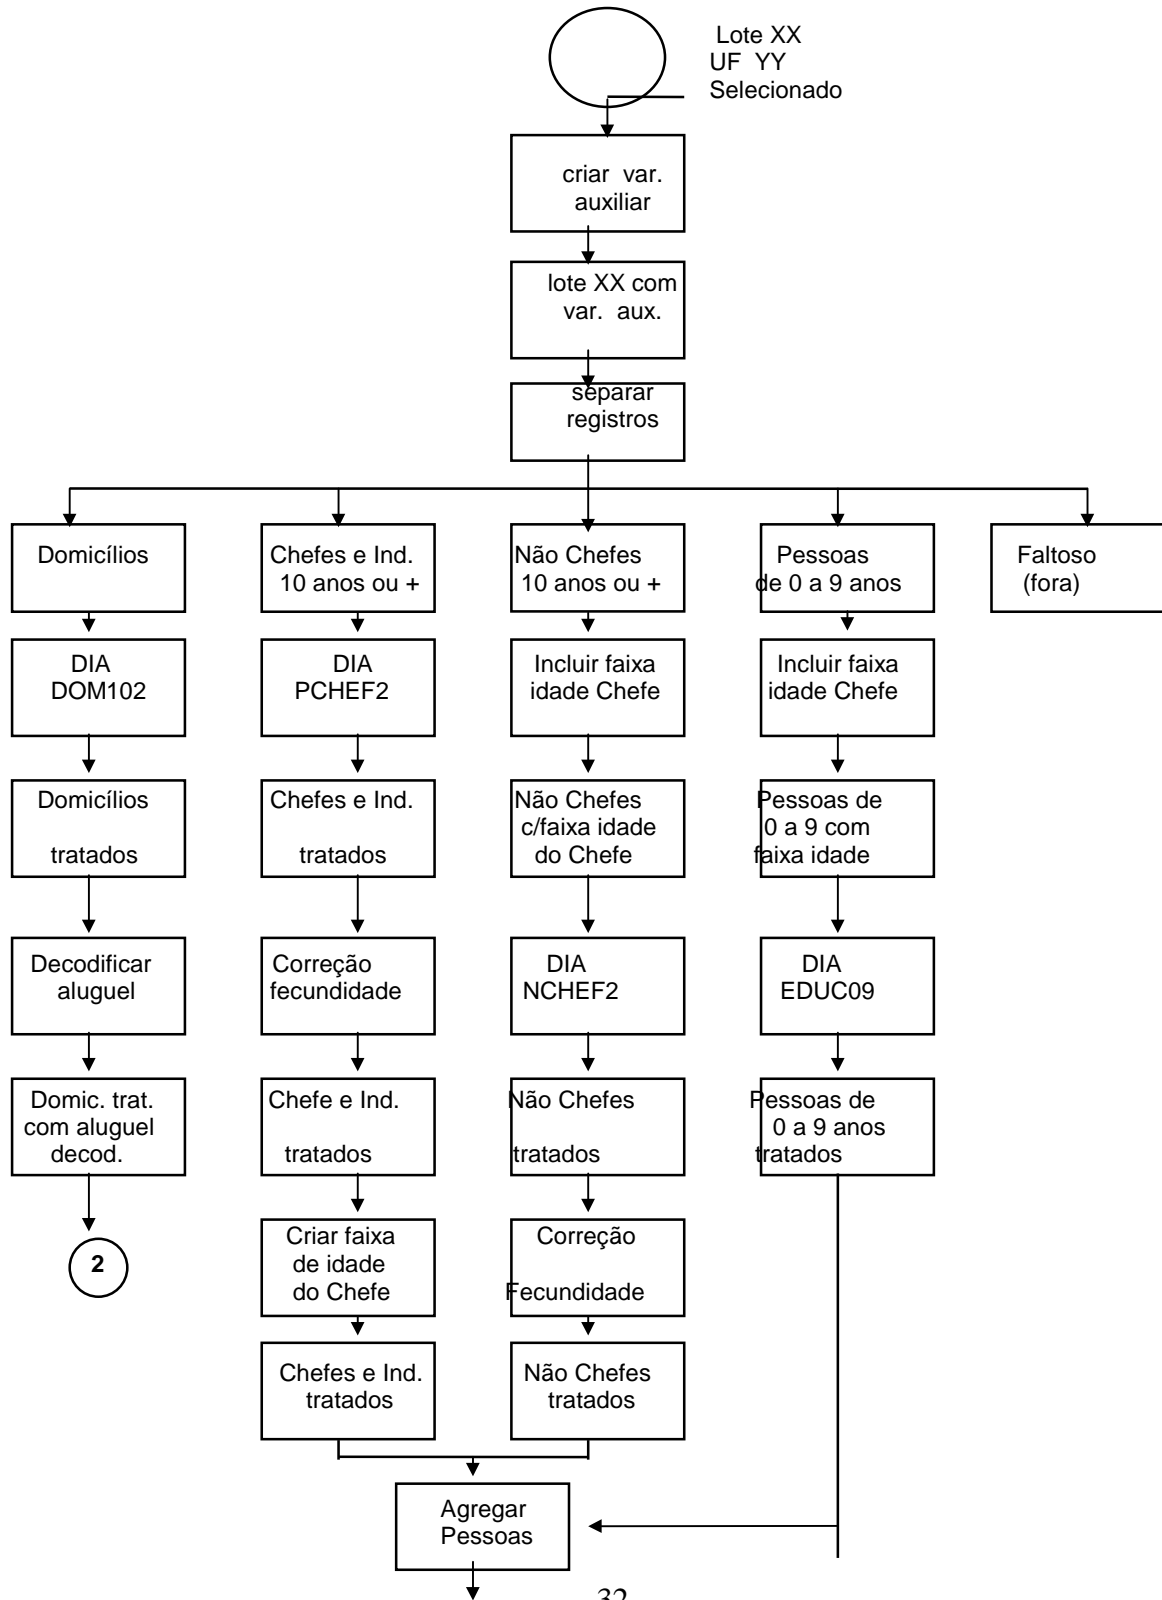 Lote XX
UF YY
Selecionado
criar var.
auxiliar
lote XX com
var. aux.
separar
registros
Domicílios
Chefes e Ind.
10 anos ou +
Não Chefes
10 anos ou +
Pessoas
de 0 a 9 anos
Faltoso
(fora)
DIA
DOM102
DIA
PCHEF2
Incluir faixa
idade Chefe
Incluir faixa
idade Chefe
Domicílios
tratados
Chefes e Ind.
tratados
Não Chefes
c/faixa idade
do Chefe
Pessoas de
0 a 9 com
faixa idade
Decodificar
aluguel
Correção
fecundidade
DIA
NCHEF2
DIA
EDUC09
Domic. trat.
com aluguel
decod.
Chefe e Ind.
tratados
Não Chefes
tratados
Pessoas de
0 a 9 anos
tratados
2
Criar faixa
de idade
do Chefe
Correção
Fecundidade
Chefes e Ind.
tratados
Não Chefes
tratados
Agregar
Pessoas
32